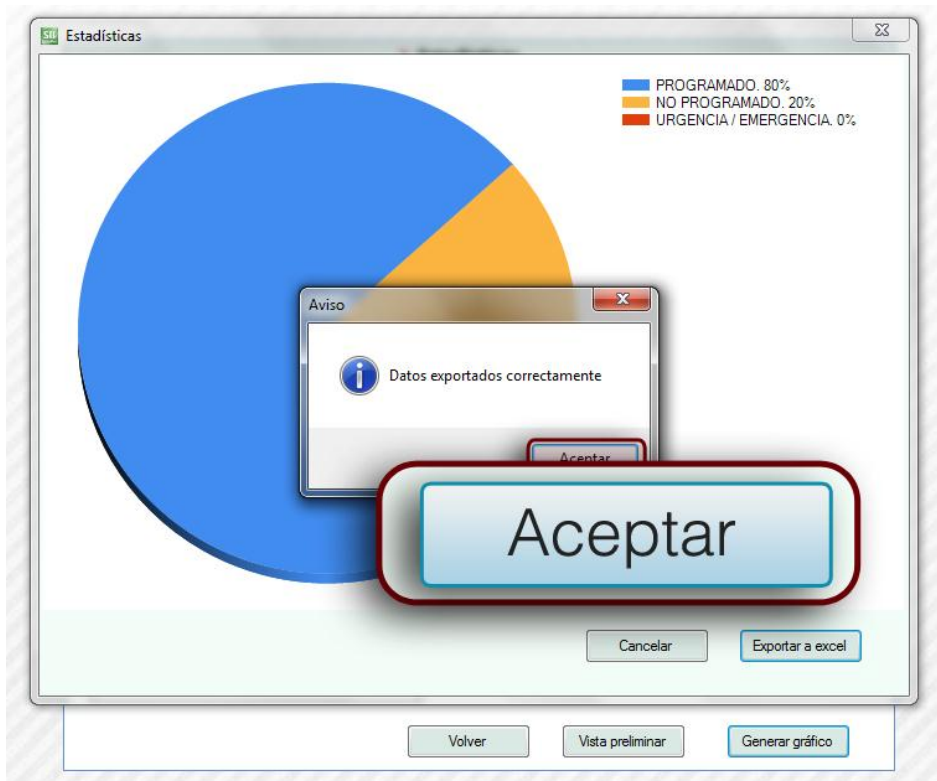 SII
Estadísticas
PROGRAMADO. 80%
NO PROGRAMADO. 20%
URGENCIA / EMERGENCIA. 0%
Aviso
Datos exportados correctamente
Aceptar
Aceptar
Cancelar
Exportar a excel
Volver
Vista preliminar
Generar gráfico